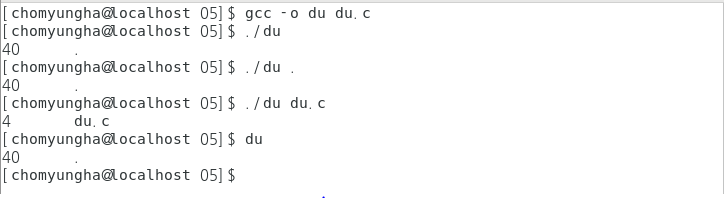 [chomyungha@localhost 05]$ gcc -o du du.c
[chomyungha@localhost 05]$ ./du
40      .
[chomyungha@localhost 05]$ ./du .
40      .
[chomyungha@localhost 05]$ ./du du.c
4       du.c
[chomyungha@localhost 05]$ du
40      .
[chomyungha@localhost 05]$